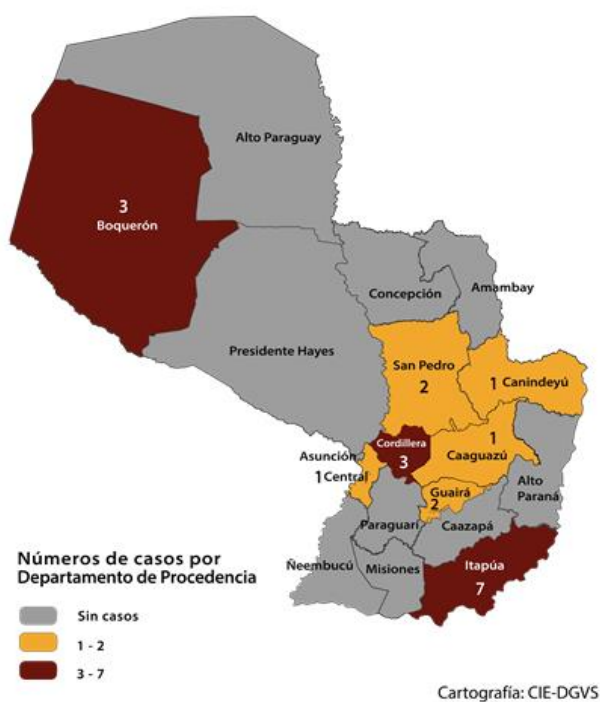 Alto Paraguay
3
Boquerón
Concepción
Amambay
Presidente Hayes
San Pedro
2
1 Canindeyú
Cordillera
3
1
Caaguazú
Asunción
1 Central
Alto
Paraná
Guairá
2
Paraguarí
Caazapá
Ñeembucú
Misiones
Itapúa
7
Números de casos por
Departamento de Procedencia
Sin casos
1 - 2
3 - 7
Cartografía: CIE-DGVS